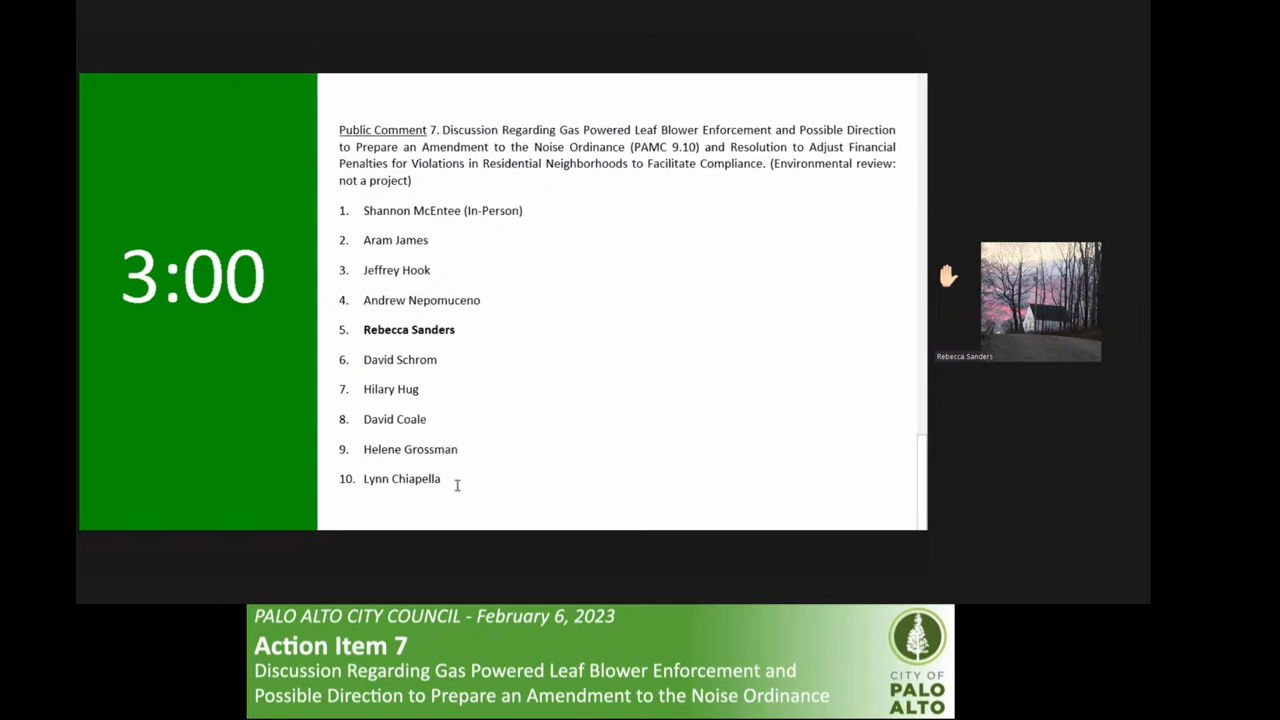 3:00
Public Comment 7. Discussion Regarding Gas Powered Leaf Blower Enforcement and Possible Direction
to Prepare an Amendment to the Noise Ordinance (PAMC 9.10) and Resolution to Adjust Financial
Penalties for Violations in Residential Neighborhoods to Facilitate Compliance. (Environmental review:
not a project)
1. Shannon McEntee (In-Person)
2. Aram James
3. Jeffrey Hook
4. Andrew Nepomuceno
5. Rebecca Sanders
6. David Schrom
7. Hilary Hug
8. David Coale
9. Helene Grossman
10. Lynn Chiapella
Rebecca Sanders
PALO ALTO CITY COUNCIL - February 6, 2023
Action Item 7
Discussion Regarding Gas Powered Leaf Blower Enforcement and
Possible Direction to Prepare an Amendment to the Noise Ordinance
CITY OF
PALO
ALTO